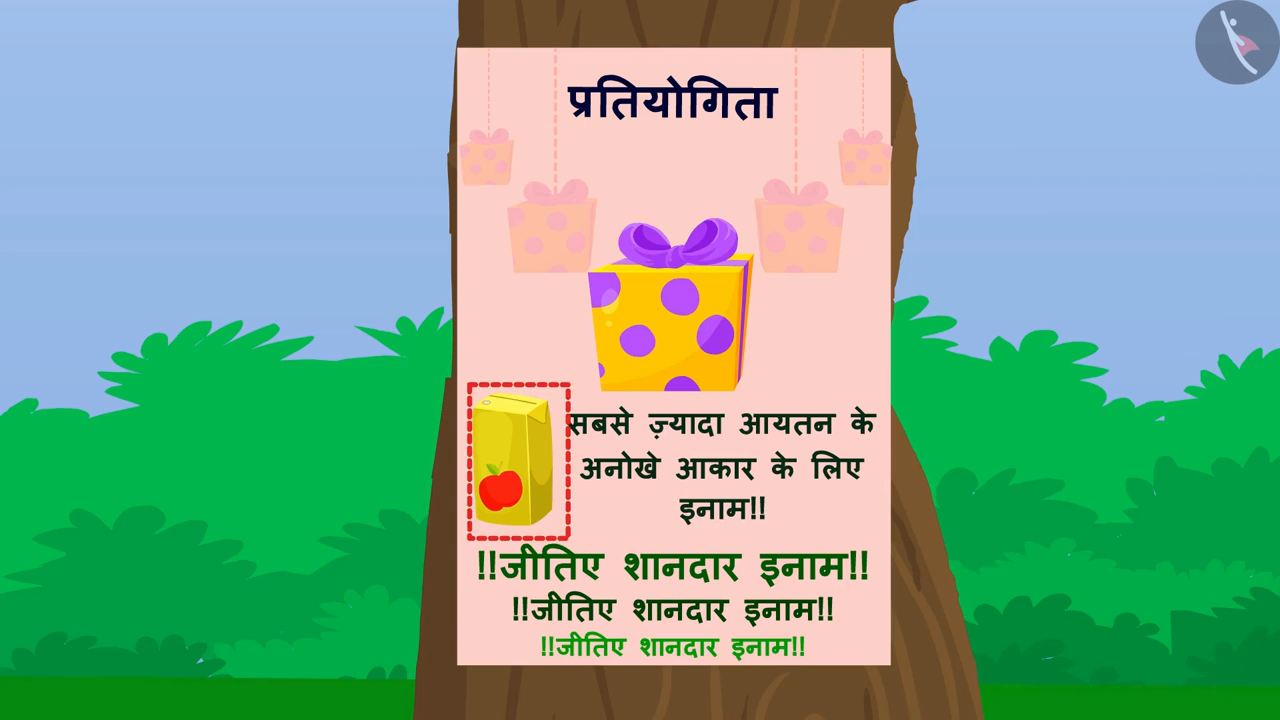 प्रतियोगिता
सबसे ज़्यादा आयतन के
अनोखे आकार के लिए
इनाम!!
!!जीतिए शानदार इनाम!!
!!जीतिए शानदार इनाम!!
!!जीतिए शानदार इनाम!!